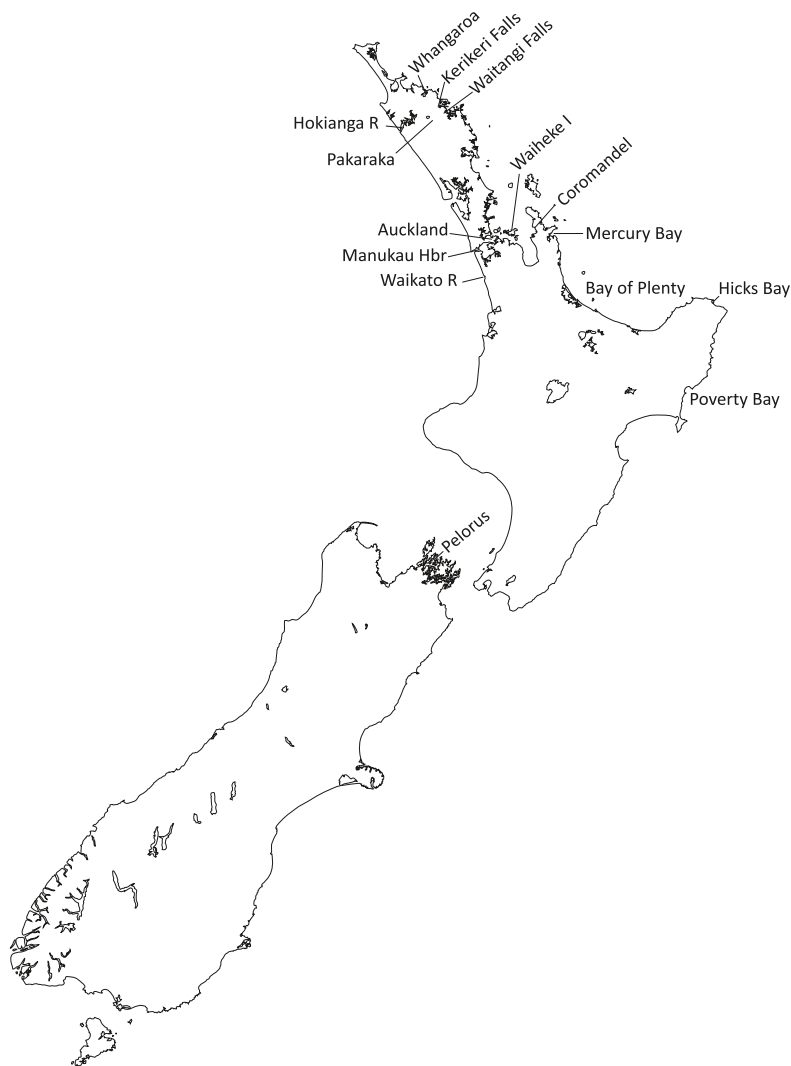 Whangaroa
Kerikeri Falls
Waitangi Falls
Hokianga R
Pakaraka
Waiheke I
Coromandel
Auckland
Mercury Bay
Manukau Hbr
Waikato R
Bay of Plenty
Hicks Bay
Poverty Bay
Pelorus